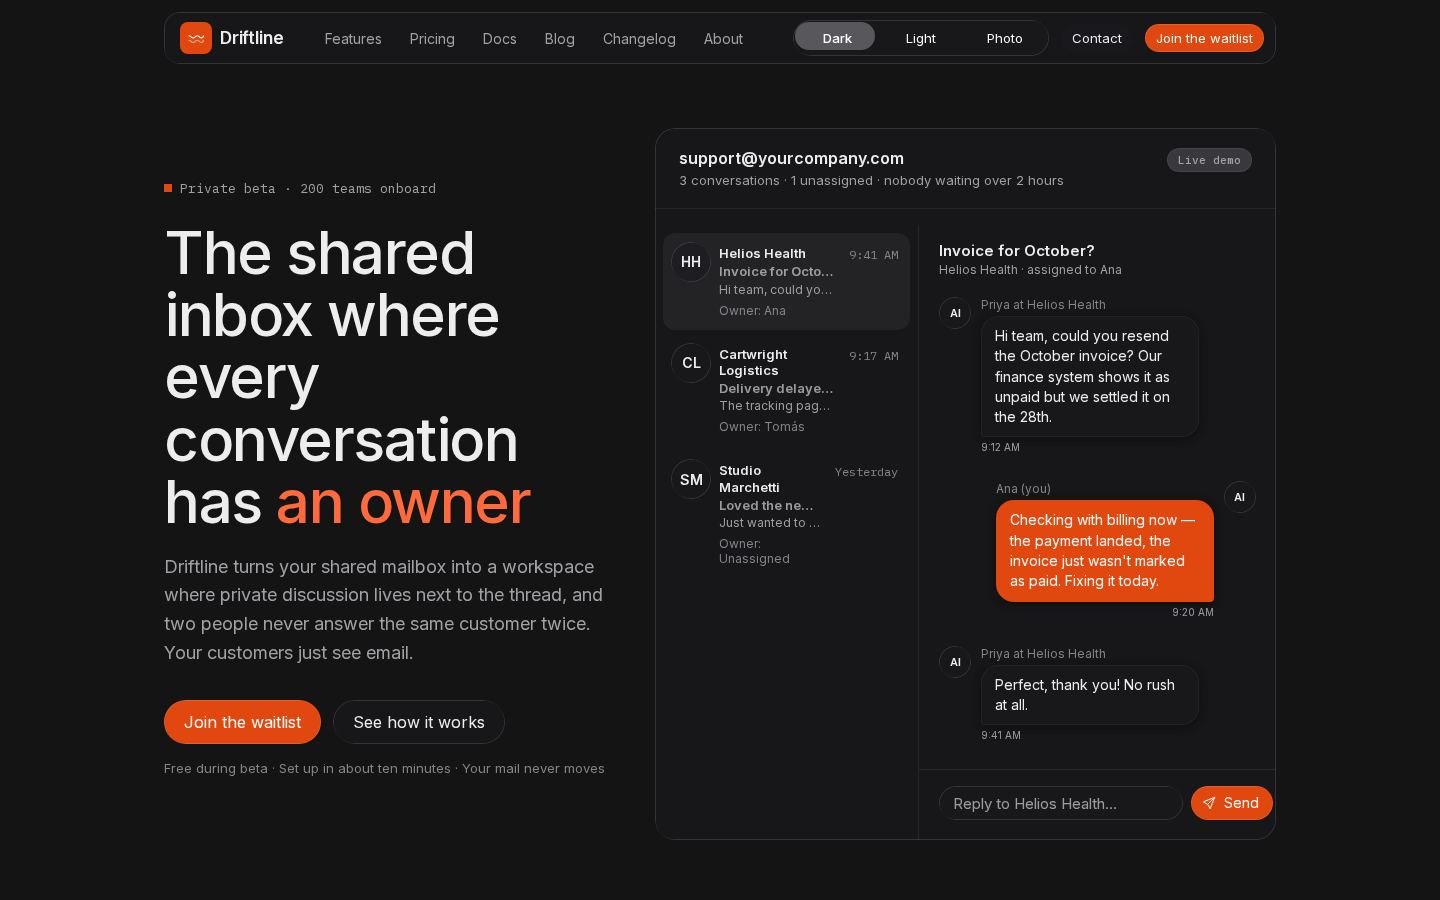 Driftline
Features
Pricing
Docs
Blog
Changelog
About
Dark
Light
Photo
Contact
Join the waitlist
Private beta · 200 teams onboard
The shared
inbox where
every
conversation
has an owner
Driftline turns your shared mailbox into a workspace
where private discussion lives next to the thread, and
two people never answer the same customer twice.
Your customers just see email.
Join the waitlist
See how it works
Free during beta · Set up in about ten minutes · Your mail never moves
support@yourcompany.com
3 conversations · 1 unassigned · nobody waiting over 2 hours
Live demo
HH
Helios Health
9:41 AM
Invoice for Octo…
Hi team, could yo…
Owner: Ana
CL
Cartwright
Logistics
9:17 AM
Delivery delaye…
The tracking pag…
Owner: Tomás
SM
Studio
Marchetti
Yesterday
Loved the ne…
Just wanted to …
Owner:
Unassigned
Invoice for October?
Helios Health · assigned to Ana
Priya at Helios Health
AI
Hi team, could you resend
the October invoice? Our
finance system shows it as
unpaid but we settled it on
the 28th.
9:12 AM
Ana (you)
AI
Checking with billing now —
the payment landed, the
invoice just wasn't marked
as paid. Fixing it today.
9:20 AM
Priya at Helios Health
AI
Perfect, thank you! No rush
at all.
9:41 AM
Reply to Helios Health...
Send